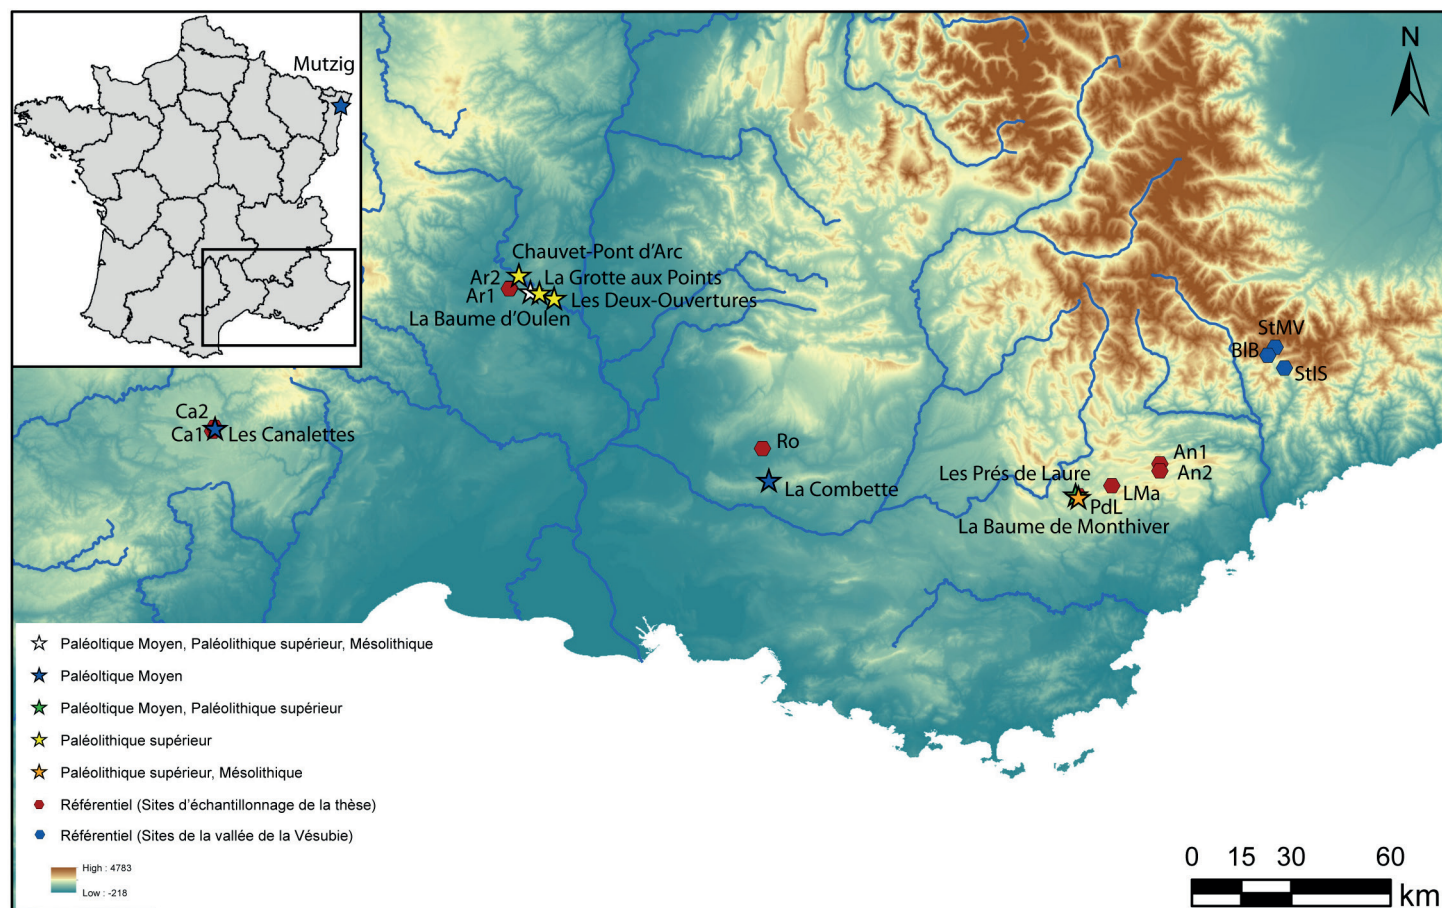 Mutzig
N
Chauvet-Pont d'Arc
Ar2
La Grotte aux Points
Ar1
Les Deux-Ouvertures
La Baume d'Oulen
StMV
BlB
StIS
Ca2
Ca1
Les Canalettes
Ro
La Combette
An1
An2
Les Prés de Laure
LMa
PdL
La Baume de Monthiver
Paléoltique Moyen, Paléolithique supérieur, Mésolithique
Paléoltique Moyen
Paléoltique Moyen, Paléolithique supérieur
Paléolithique supérieur
Paléolithique supérieur, Mésolithique
Référentiel (Sites d'échantillonnage de la thèse)
Référentiel (Sites de la vallée de la Vésubie)
High : 4783
Low : -218
0 15 30 60
km